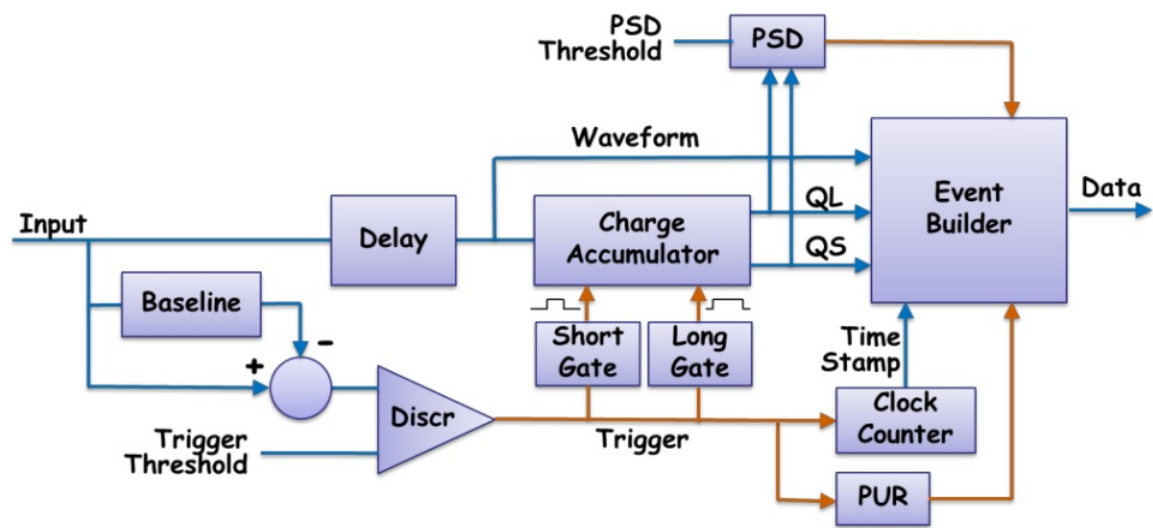 PSD
Threshold
PSD
Waveform
Input
Delay
Charge
Accumulator
QL
QS
Event
Builder
Data
Baseline
-
+
Short
Gate
Long
Gate
Time
Stamp
Discr
Trigger
Clock
Counter
Trigger
Threshold
PUR